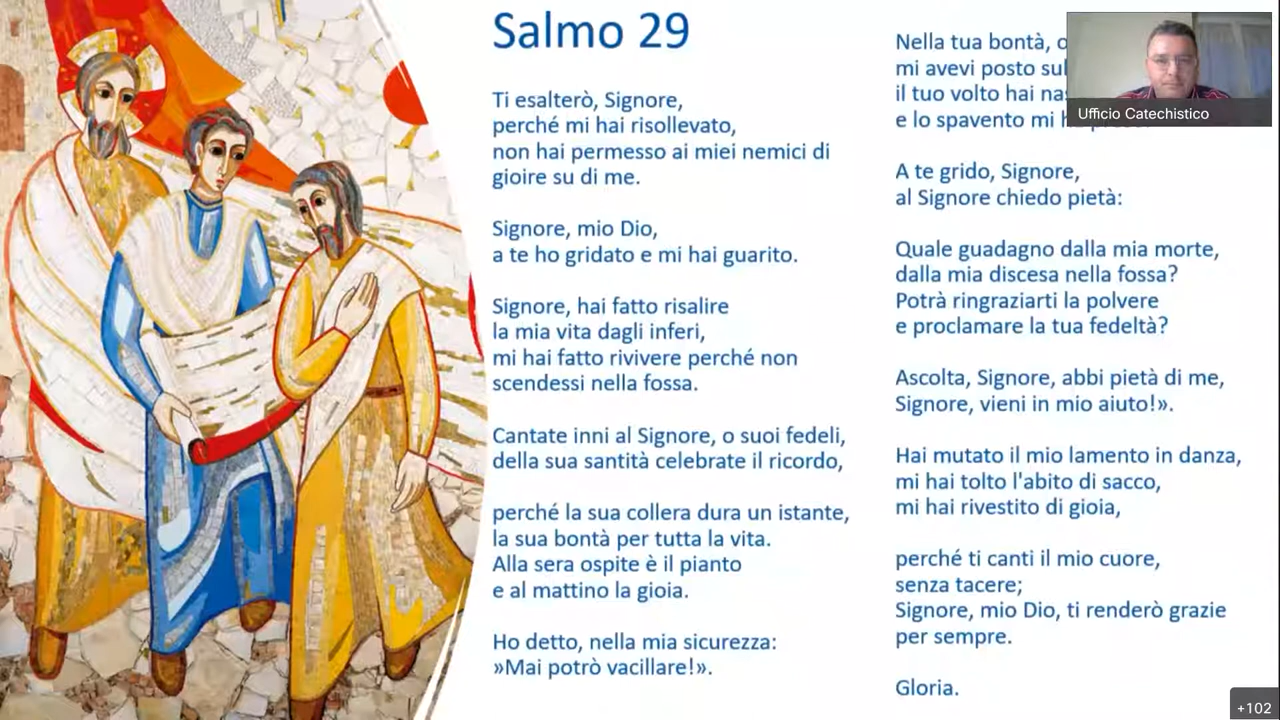 Salmo 29
Ti esalterò, Signore,
perché mi hai risollevato,
non hai permesso ai miei nemici di
gioire su di me.
Signore, mio Dio,
a te ho gridato e mi hai guarito.
Signore, hai fatto risalire
la mia vita dagli inferi,
mi hai fatto rivivere perché non
scendessi nella fossa.
Cantate inni al Signore, o suoi fedeli,
della sua santità celebrate il ricordo,
perché la sua collera dura un istante,
la sua bontà per tutta la vita.
Alla sera ospite è il pianto
e al mattino la gioia.
Ho detto, nella mia sicurezza:
»Mai potrò vacillare!».
Nella tua bontà, o
mi avevi posto
il tuo volto hai
e lo spavento mi
A te grido, Signore,
al Signore chiedo pietà:
Quale guadagno dalla mia morte,
dalla mia discesa nella fossa?
Potrà ringraziarti la polvere
e proclamare la tua fedeltà?
Ascolta, Signore, abbi pietà di me,
Signore, vieni in mio aiuto!».
Hai mutato il mio lamento in danza,
mi hai tolto l'abito di sacco,
mi hai rivestito di gioia,
perché ti canti il mio cuore,
senza tacere;
Signore, mio Dio, ti renderò grazie
per sempre.
Gloria.
Ufficio Catechistico
+102